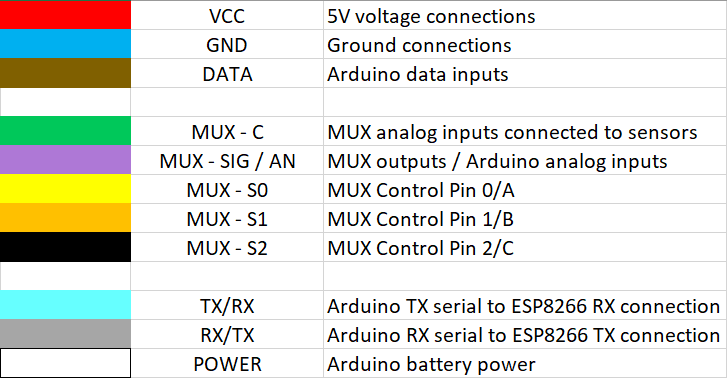 VCC 5V voltage connections
GND Ground connections
DATA Arduino data inputs
MUX - C MUX analog inputs connected to sensors
MUX - SIG / AN MUX outputs / Arduino analog inputs
MUX - S0 MUX Control Pin 0/A
MUX - S1 MUX Control Pin 1/B
MUX - S2 MUX Control Pin 2/C
TX/RX Arduino TX serial to ESP8266 RX connection
RX/TX Arduino RX serial to ESP8266 TX connection
POWER Arduino battery power